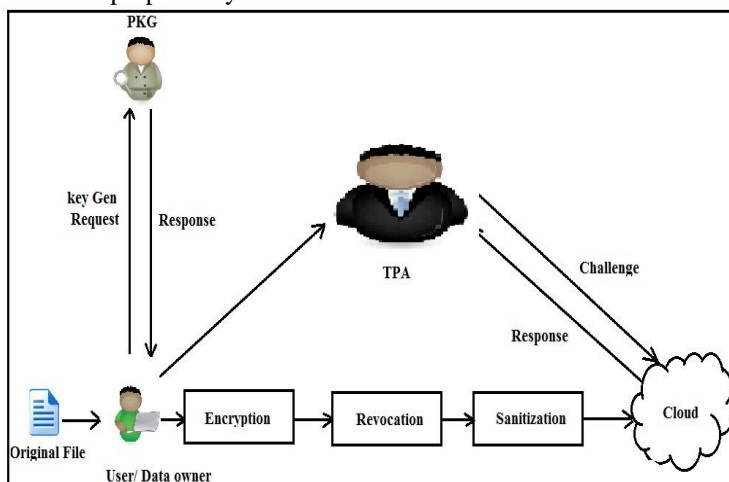 PKG
key Gen
Request
Response
TPA
Challenge
Response
Original File
User/ Data owner
Encryption
Revocation
Sanitization
Cloud